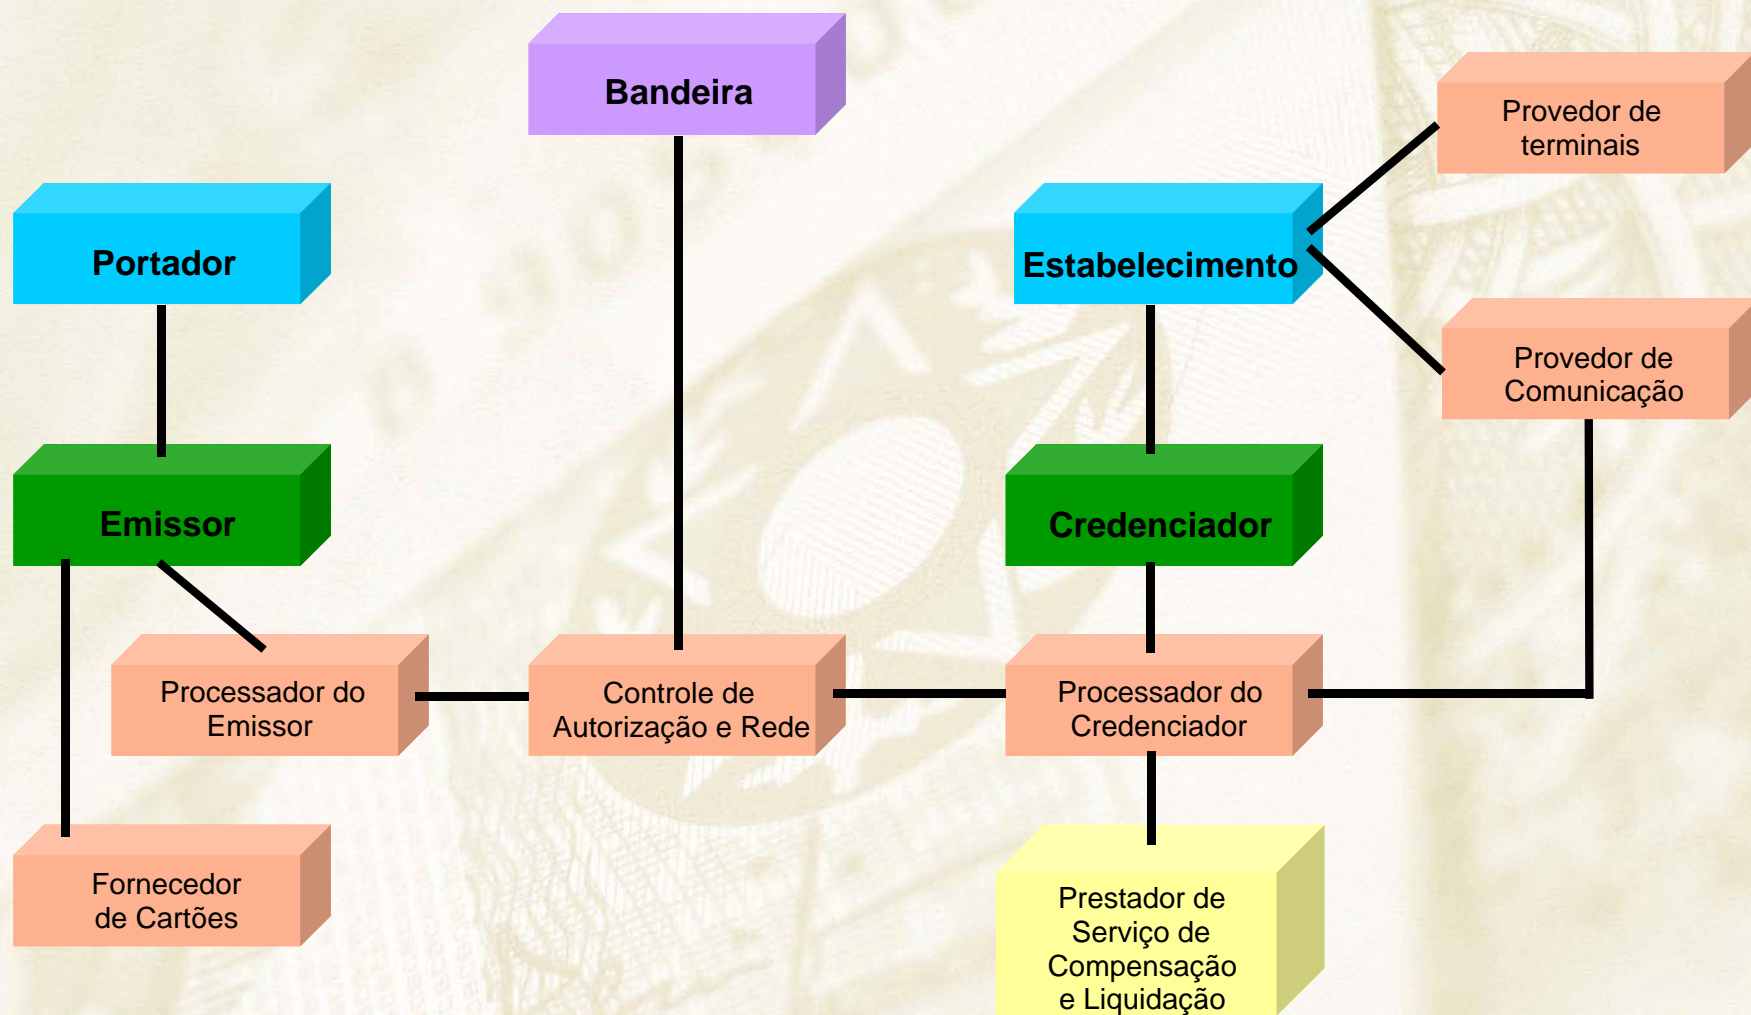 Bandeira
Provedor de
terminais
Portador
Estabelecimento
Provedor de
Comunicação
Emissor
Credenciador
Processador do
Emissor
Controle de
Autorização e Rede
Processador do
Credenciador
Fornecedor
de Cartões
Prestador de
Serviço de
Compensação
e Liquidação